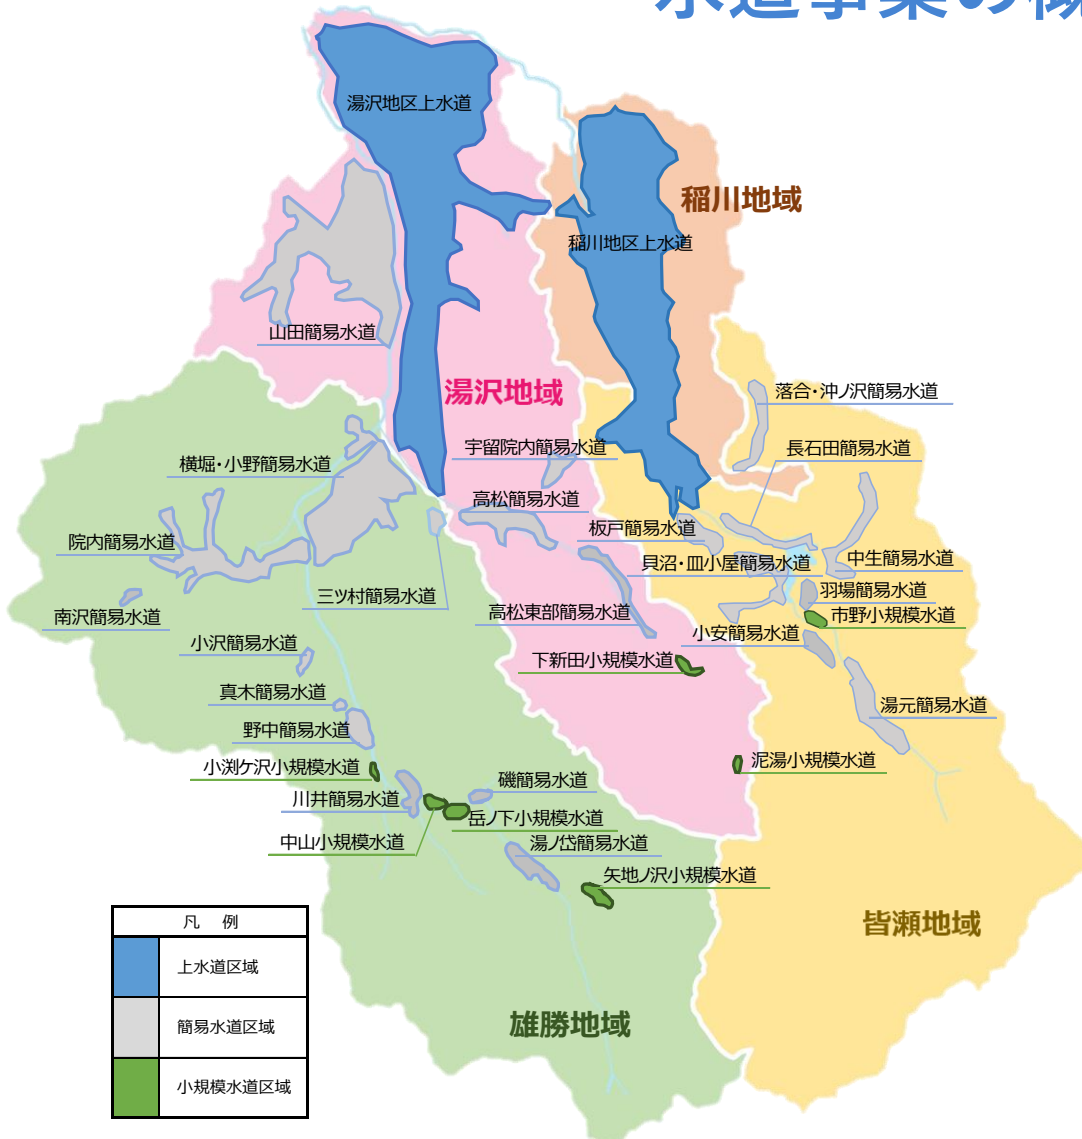 水道事業の概
湯沢地区上水道
稲川地域
稲川地区上水道
山田簡易水道
湯沢地域
落合・沖ノ沢簡易水道
宇留院内簡易水道
長石田簡易水道
横堀・小野簡易水道
高松簡易水道
板戸簡易水道
院内簡易水道
貝沼・皿小屋簡易水道
中生簡易水道
三ツ村簡易水道
羽場簡易水道
南沢簡易水道
高松東部簡易水道
市野小規模水道
小沢簡易水道
小安簡易水道
下新田小規模水道
真木簡易水道
湯元簡易水道
野中簡易水道
小渕ケ沢小規模水道
泥湯小規模水道
川井簡易水道
磯簡易水道
岳ノ下小規模水道
中山小規模水道
湯ノ岱簡易水道
矢地ノ沢小規模水道
皆瀬地域
凡 例
上水道区域
簡易水道区域
小規模水道区域
雄勝地域